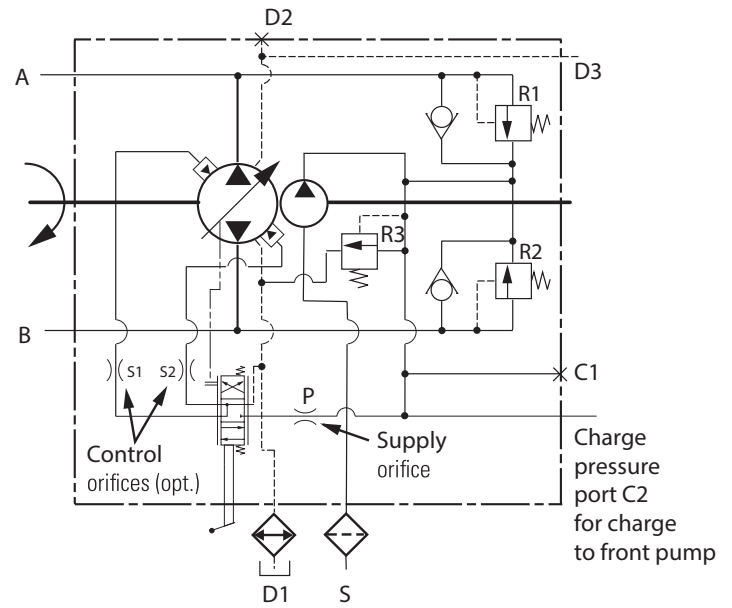 D2
A
D3
R1
R3
R2
B
S1
S2
P
C1
Control
orifices (opt.)
Supply
orifice
Charge
pressure
port C2
for charge
to front pump
D1
S